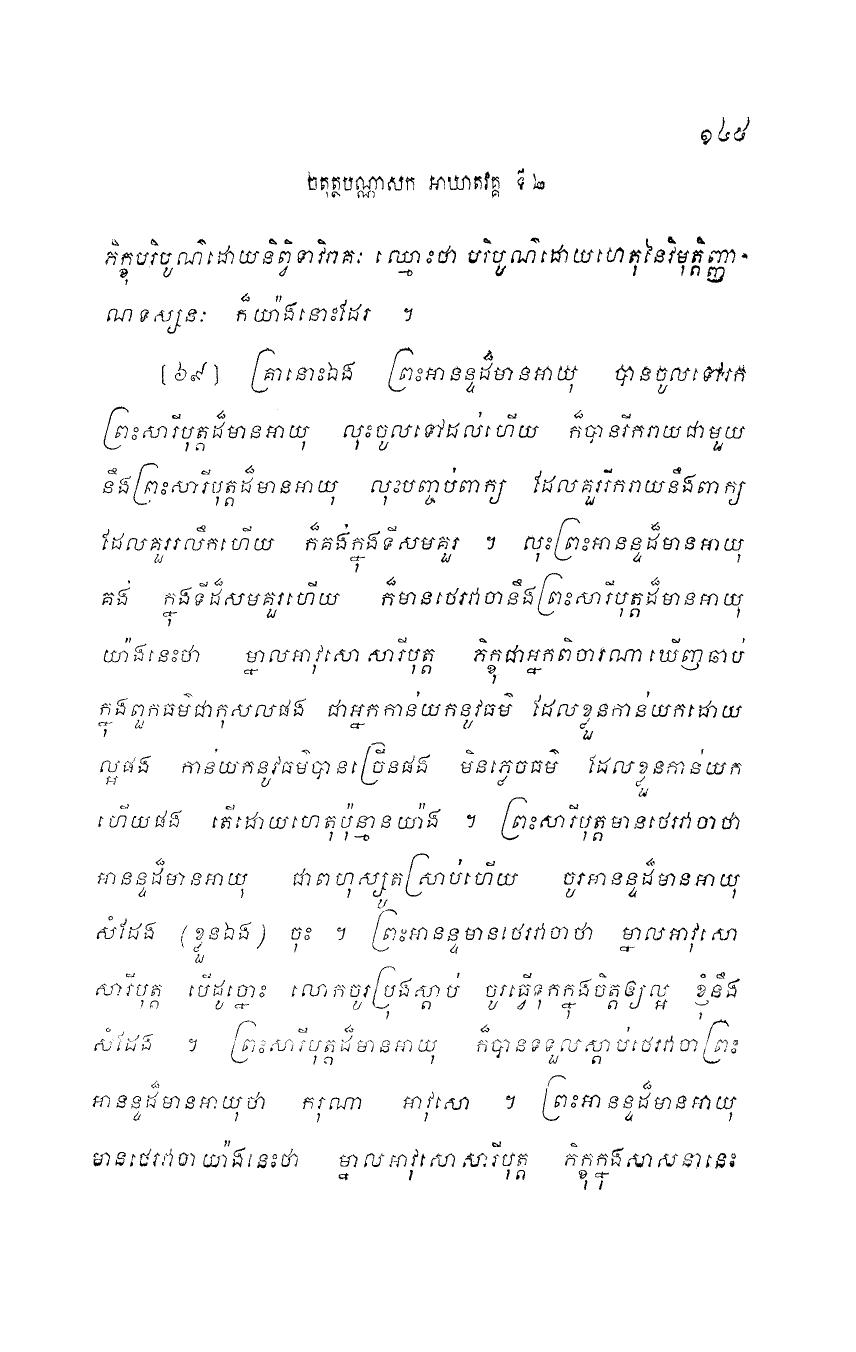 ១៤៩
ចតុត្ថបណ្ណាសក អាឃាតវគ្គ ទី ២
ភិក្ខុបរិបូណ៌ដោយនិព្វិទាវិរាគៈ ឈ្មោះថា បរិបូណ៌ដោយហេតុនៃវិមុត្តិញ្ញា-
ណទស្សនៈ ក៏យ៉ាងនោះដែរ ។
[៦៩] គ្រានោះឯង ព្រះអានន្ទដ៏មានអាយុ បានចូលទៅរក
ព្រះសារីបុត្តដ៏មានអាយុ លុះចូលទៅដល់ហើយ ក៏បានរីករាយជាមួយ
នឹងព្រះសារីបុត្តដ៏មានអាយុ លុះបញ្ចប់ពាក្យ ដែលគួររីករាយនឹងពាក្យ
ដែលគួររលឹកហើយ ក៏គង់ក្នុងទីសមគួរ ។ លុះព្រះអានន្ទដ៏មានអាយុ
គង់ ក្នុងទីដ៏សមគួរហើយ ក៏មានថេរវាចានឹងព្រះសារីបុត្តដ៏មានអាយុ
យ៉ាងនេះថា ម្នាលអាវុសោ សារីបុត្ត ភិក្ខុជាអ្នកពិចារណាឃើញឆាប់
ក្នុងពួកធម៌ជាកុសលផង ជាអ្នកកាន់យកនូវធម៌ ដែលខ្លួនកាន់យកដោយ
ល្អផង កាន់យកនូវធម៌បានច្រើនផង មិនភ្លេចធម៌ ដែលខ្លួនកាន់យក
ហើយផង តើដោយហេតុប៉ុន្មានយ៉ាង ។ ព្រះសារីបុត្តមានថេរវាចាថា
អានន្ទដ៏មានអាយុ ជាពហុស្សូតស្រាប់ហើយ ចូរអានន្ទដ៏មានអាយុ
សំដែង (ខ្លួនឯង) ចុះ ។ ព្រះអានន្ទមានថេរវាចាថា ម្នាលអាវុសោ
សារីបុត្ត បើដូច្នោះ លោកចូរប្រុងស្តាប់ ចូរធ្វើទុកក្នុងចិត្តឲ្យល្អ ខ្ញុំនឹង
សំដែង ។ ព្រះសារីបុត្តដ៏មានអាយុ ក៏បានទទួលស្តាប់ថេរវាចាព្រះ
អានន្ទដ៏មានអាយុថា ករុណា អាវុសោ ។ ព្រះអានន្ទដ៏មានអាយុ
មានថេរវាចាយ៉ាងនេះថា ម្នាលអាវុសោសារីបុត្ត ភិក្ខុក្នុងសាសនានេះ